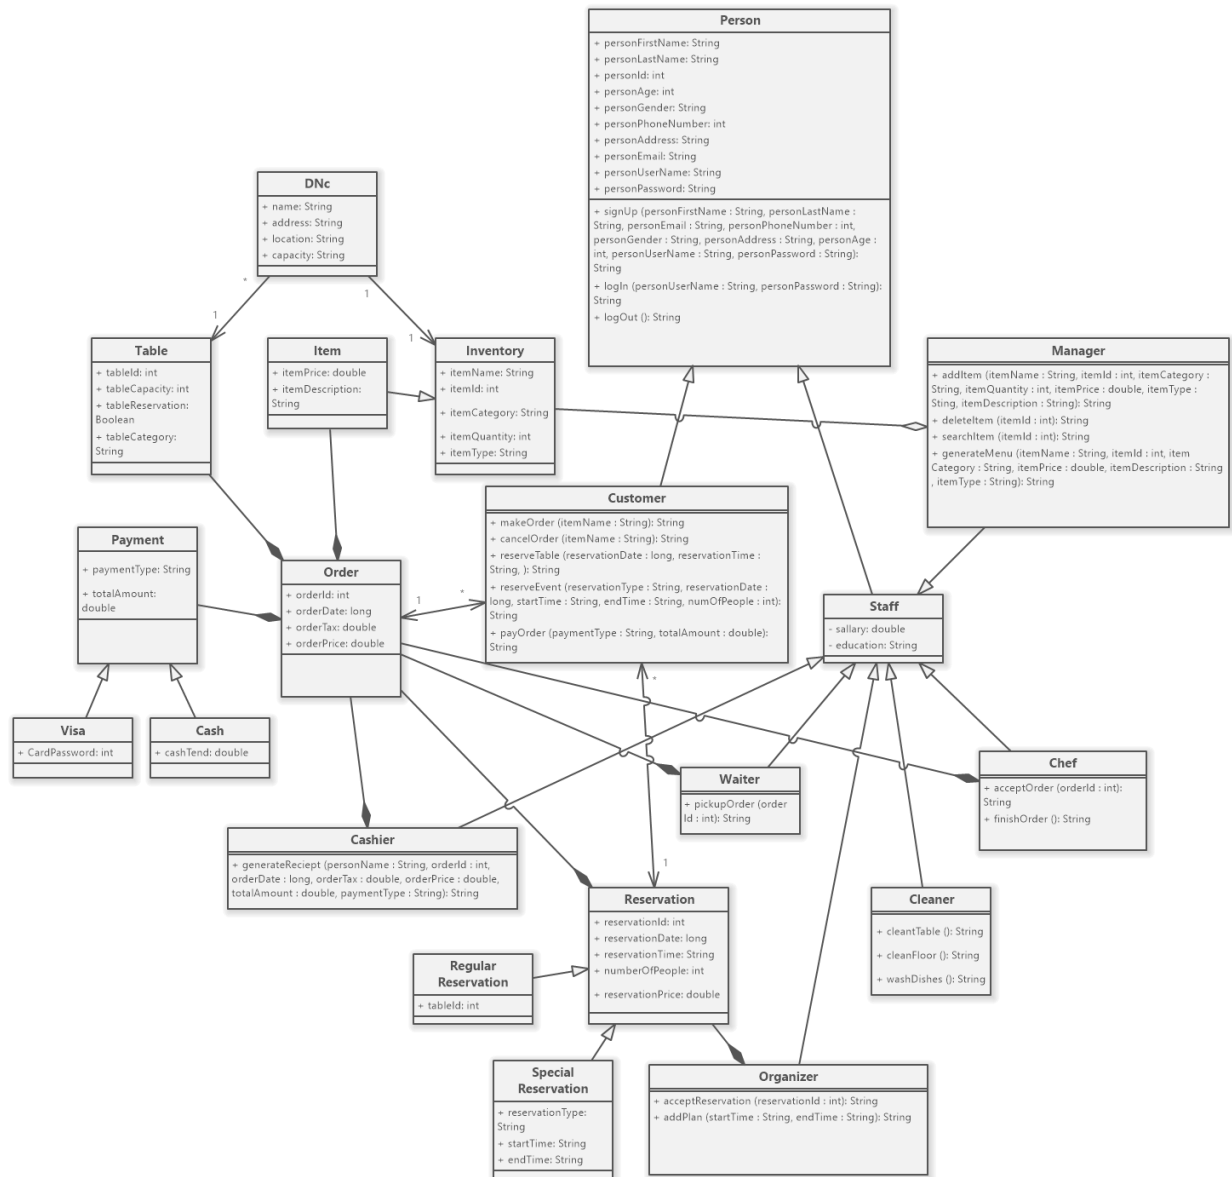 Person
+ personFirstName: String
+ personLastName: String
+ personId: int
+ personAge: int
+ personGender: String
+ personPhoneNumber: int
+ personAddress: String
+ personEmail: String
+ personUserName: String
+ personPassword: String
+ signUp (personFirstName : String, personLastName :
String, personEmail : String, personPhoneNumber : int,
personGender : String, personAddress : String, personAge :
int, personUserName : String, personPassword : String):
String
+ logIn (personUserName : String, personPassword : String):
String
+ logOut (): String
DNc
+ name: String
+ address: String
+ location: String
+ capacity: String
*
1
1
1
Table
+ tableId: int
+ tableCapacity: int
+ tableReservation:
Boolean
+ tableCategory:
String
Item
+ itemPrice: double
+ itemDescription:
String
Inventory
+ itemName: String
+ itemId: int
+ itemCategory: String
+ itemQuantity: int
+ itemType: String
Manager
+ addItem (itemName : String, itemId : int, itemCategory :
String, itemQuantity : int, itemPrice : double, itemType :
Sting, itemDescription : String): String
+ deleteItem (itemId : int): String
+ searchItem (itemId : int): String
+ generateMenu (itemName : String, itemId : int, item
Category : String, itemPrice : double, itemDescription : String
, itemType : String): String
Customer
+ makeOrder (itemName : String): String
+ cancelOrder (itemName : String): String
+ reserveTable (reservationDate : long, reservationTime :
String, ): String
+ reserveEvent (reservationType : String, reservationDate :
long, startTime : String, endTime : String, numOfPeople : int):
String
+ payOrder (paymentType : String, totalAmount : double):
String
Payment
+ paymentType: String
+ totalAmount:
double
Order
+ orderId: int
+ orderDate: long
+ orderTax: double
+ orderPrice: double
1
*
Staff
- sallary: double
- education: String
*
1
Visa
+ CardPassword: int
Cash
+ cashTend: double
Waiter
+ pickupOrder (order
Id : int): String
Chef
+ acceptOrder (orderId : int):
String
+ finishOrder (): String
Cashier
+ generateReciept (personName : String, orderId : int,
orderDate : long, orderTax : double, orderPrice : double,
totalAmount : double, paymentType : String): String
Reservation
+ reservationId: int
+ reservationDate: long
+ reservationTime: String
+ numberOfPeople: int
+ reservationPrice: double
Cleaner
+ cleantTable (): String
+ cleanFloor (): String
+ washDishes (): String
Regular
Reservation
+ tableId: int
Special
Reservation
+ reservationType:
String
+ startTime: String
+ endTime: String
Organizer
+ acceptReservation (reservationId : int): String
+ addPlan (startTime : String, endTime : String): String